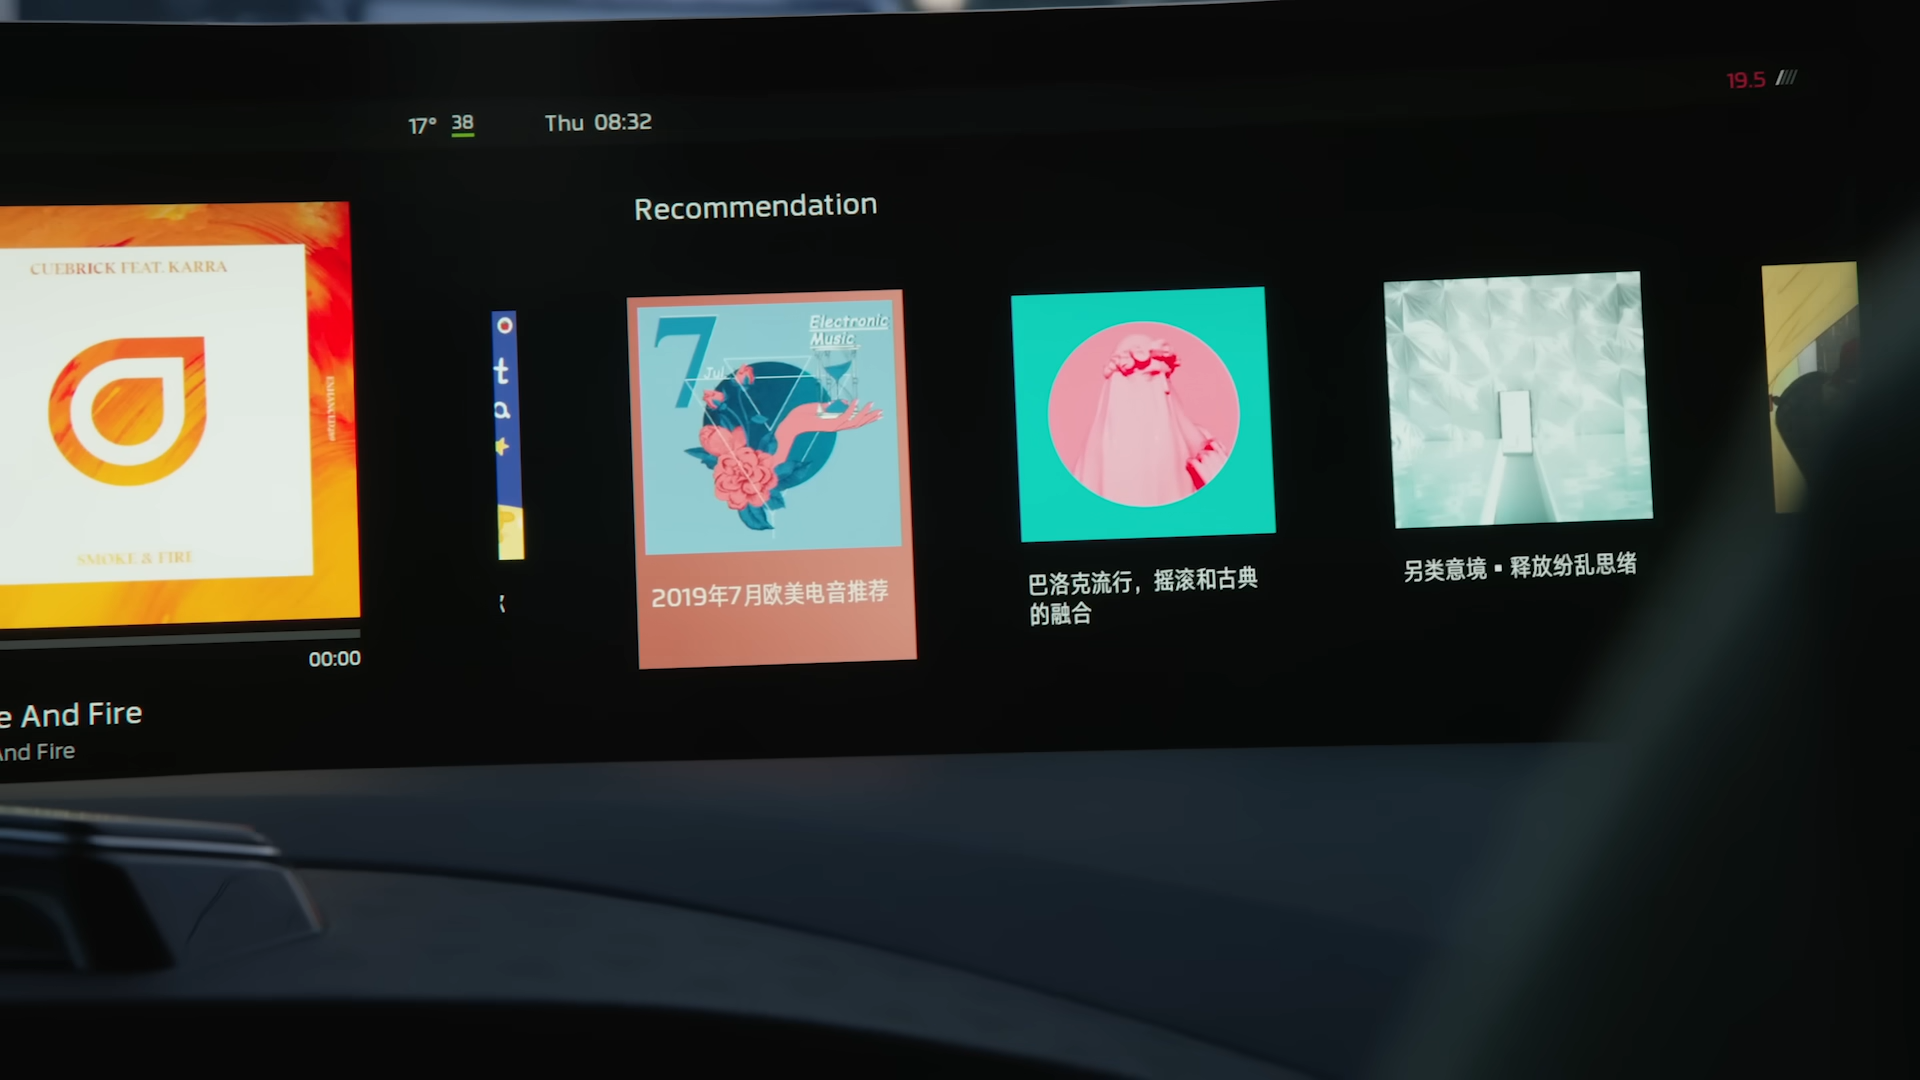 17° 38
Thu 08:32
19.5
Recommendation
CUEBRICK FEAT. KARRA
SMOKE & FIRE
00:00
e And Fire
And Fire
t
a
7
Jul
Electronic
Music
2019年7月欧美电音推荐
巴洛克流行，摇滚和古典
的融合
另类意境▪释放纷乱思绪